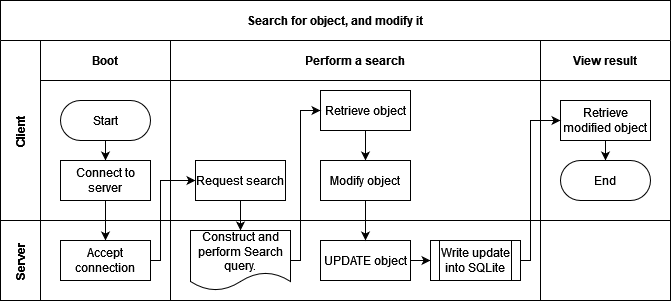 Search for object, and modify it
Boot
Perform a search
View result
Client
Start
Connect to
server
Request search
Retrieve object
Modify object
Retrieve
modified object
End
Server
Accept
connection
Construct and
perform Search
query.
UPDATE object
Write update
into SQLite